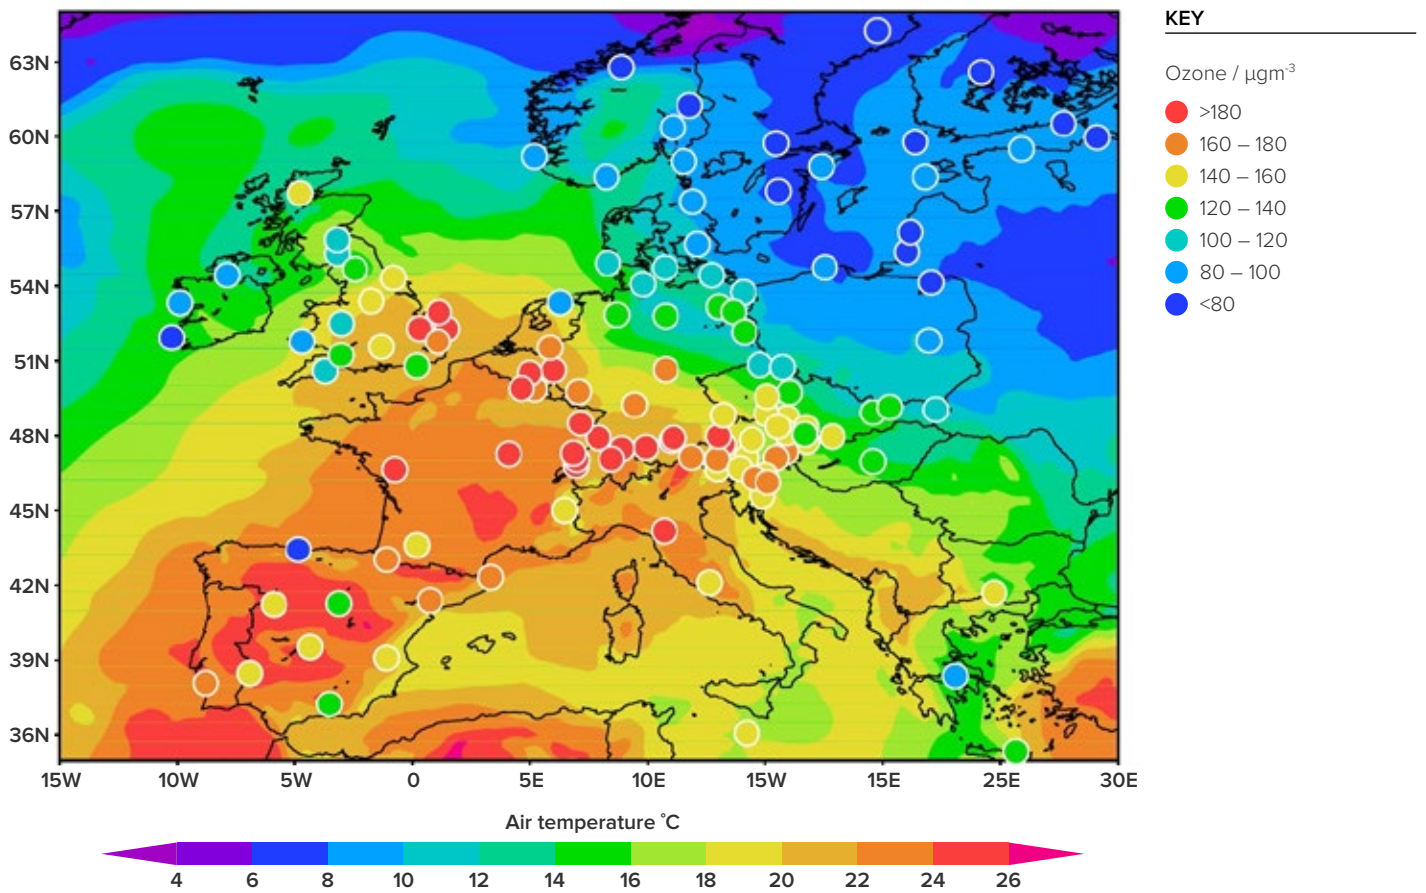 KEY
Ozone / μgm-3
>180
160 – 180
140 – 160
120 – 140
100 – 120
80 – 100
<80
63N
60N
57N
54N
51N
48N
45N
42N
39N
36N
15W 10W 5W 0 5E 10E 15W 15E 25E 30E
Air temperature °C
4 6 8 10 12 14 16 18 20 22 24 26